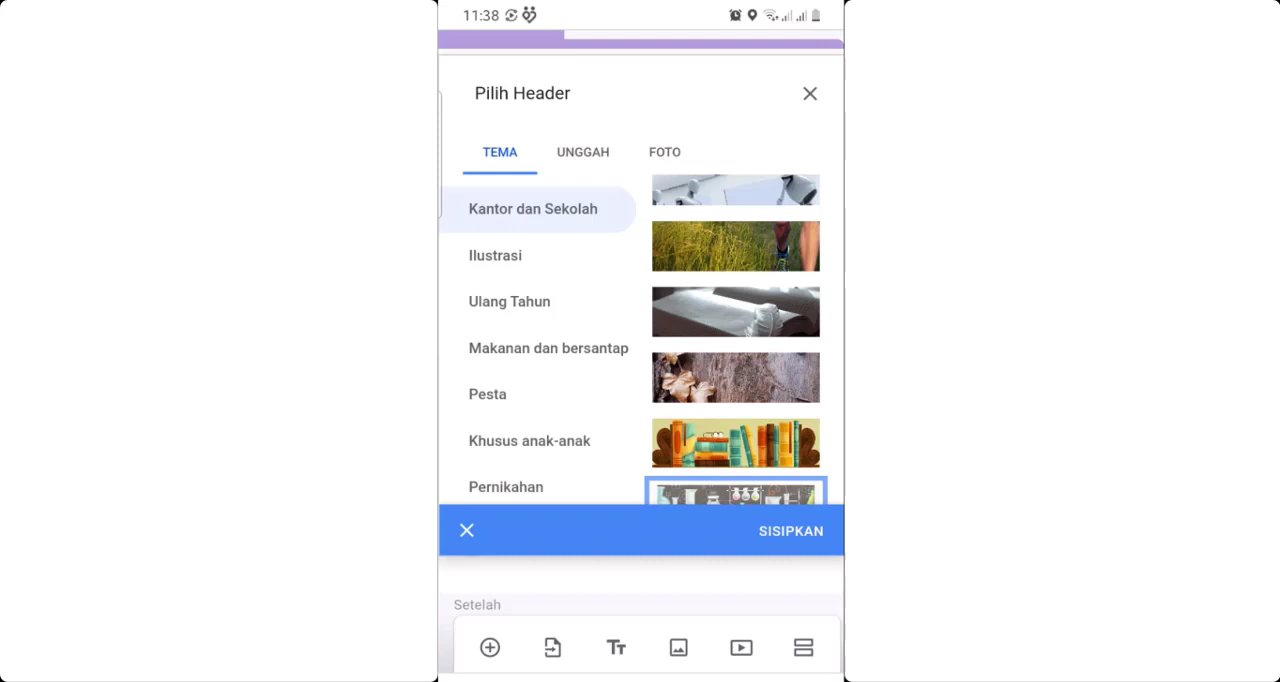 11:38
Pilih Header
TEMA UNGGAH FOTO
Kantor dan Sekolah
Ilustrasi
Ulang Tahun
Makanan dan bersantap
Pesta
Khusus anak-anak
Pernikahan
SISIPKAN
Setelah